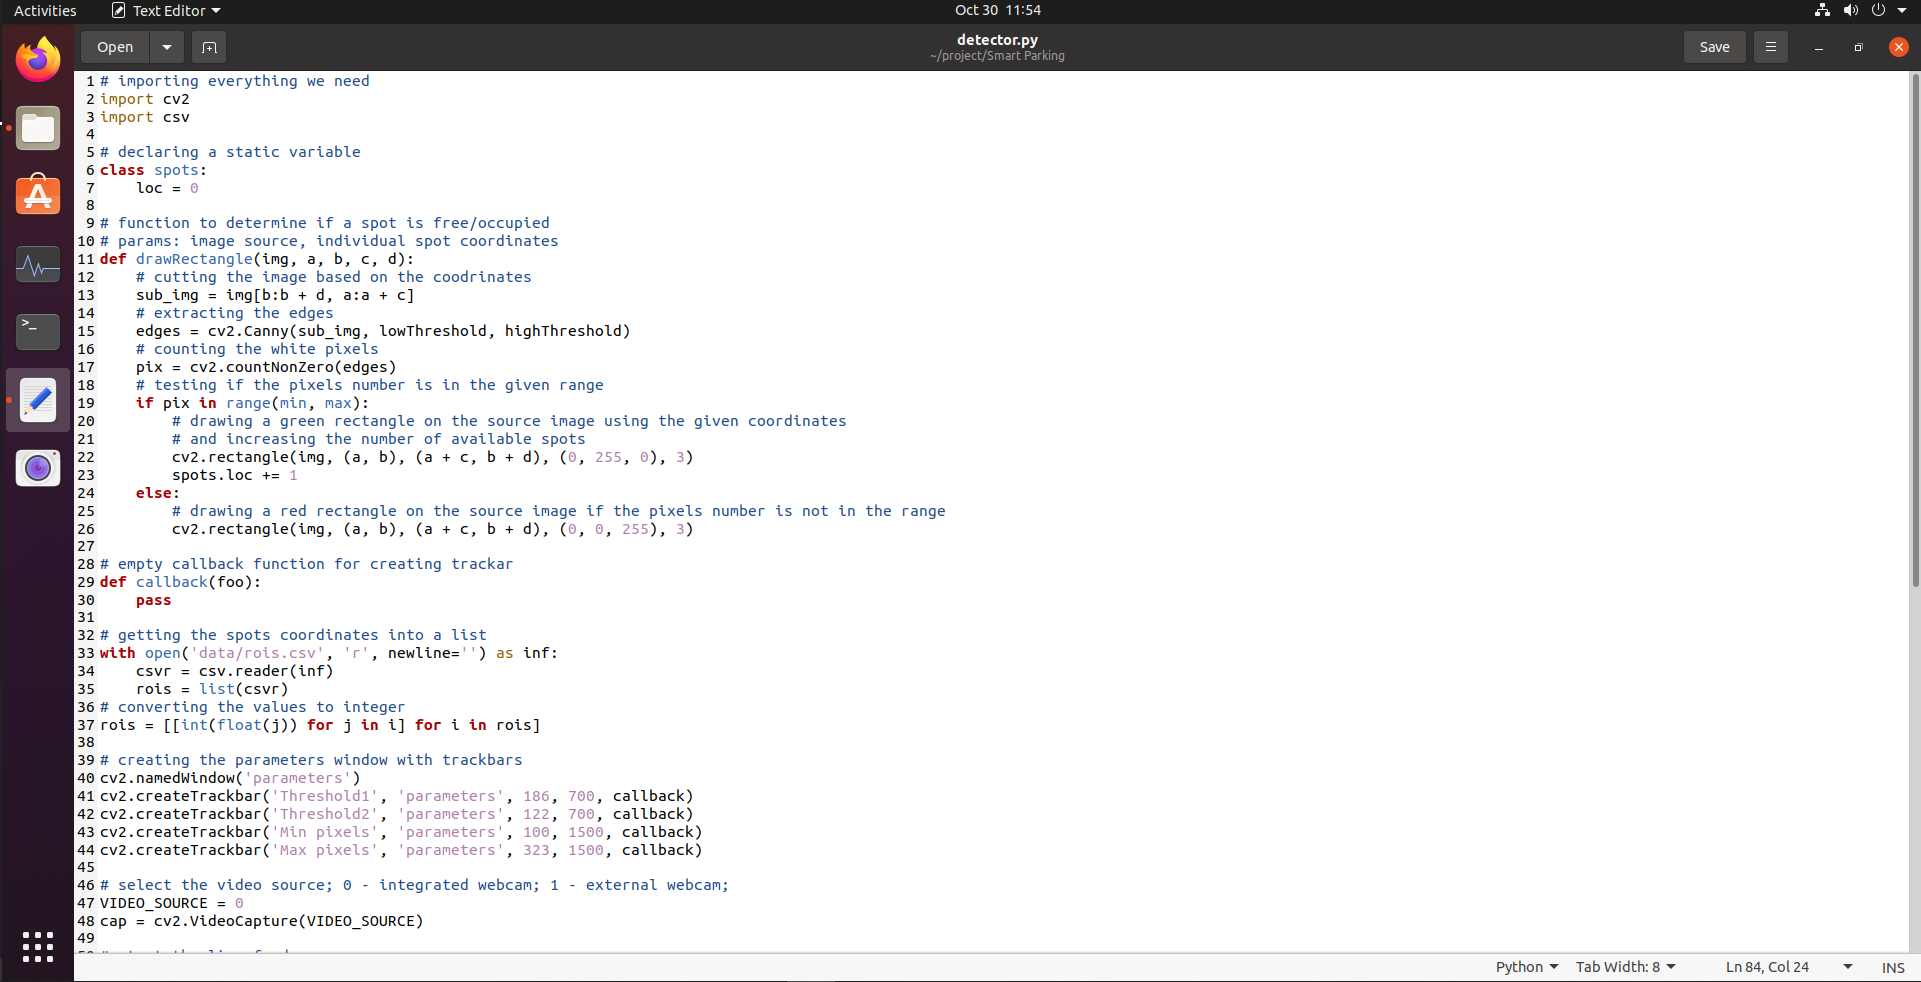 Activities Text Editor Oct 30 11:54
Open detector.py Save
~/project/Smart Parking
1 # importing everything we need
2 import cv2
3 import csv
4
5 # declaring a static variable
6 class spots:
7     loc = 0
8
9 # function to determine if a spot is free/occupied
10 # params: image source, individual spot coordinates
11 def drawRectangle(img, a, b, c, d):
12     # cutting the image based on the coodrinates
13     sub_img = img[b:b + d, a:a + c]
14     # extracting the edges
15     edges = cv2.Canny(sub_img, lowThreshold, highThreshold)
16     # counting the white pixels
17     pix = cv2.countNonZero(edges)
18     # testing if the pixels number is in the given range
19     if pix in range(min, max):
20         # drawing a green rectangle on the source image using the given coordinates
21         # and increasing the number of available spots
22         cv2.rectangle(img, (a, b), (a + c, b + d), (0, 255, 0), 3)
23         spots.loc += 1
24     else:
25         # drawing a red rectangle on the source image if the pixels number is not in the range
26         cv2.rectangle(img, (a, b), (a + c, b + d), (0, 0, 255), 3)
27
28 # empty callback function for creating trackar
29 def callback(foo):
30     pass
31
32 # getting the spots coordinates into a list
33 with open('data/rois.csv', 'r', newline='') as inf:
34     csvr = csv.reader(inf)
35     rois = list(csvr)
36 # converting the values to integer
37 rois = [[int(float(j)) for j in i] for i in rois]
38
39 # creating the parameters window with trackbars
40 cv2.namedWindow('parameters')
41 cv2.createTrackbar('Threshold1', 'parameters', 186, 700, callback)
42 cv2.createTrackbar('Threshold2', 'parameters', 122, 700, callback)
43 cv2.createTrackbar('Min pixels', 'parameters', 100, 1500, callback)
44 cv2.createTrackbar('Max pixels', 'parameters', 323, 1500, callback)
45
46 # select the video source; 0 - integrated webcam; 1 - external webcam;
47 VIDEO_SOURCE = 0
48 cap = cv2.VideoCapture(VIDEO_SOURCE)
49
Python Tab Width: 8 Ln 84, Col 24 INS